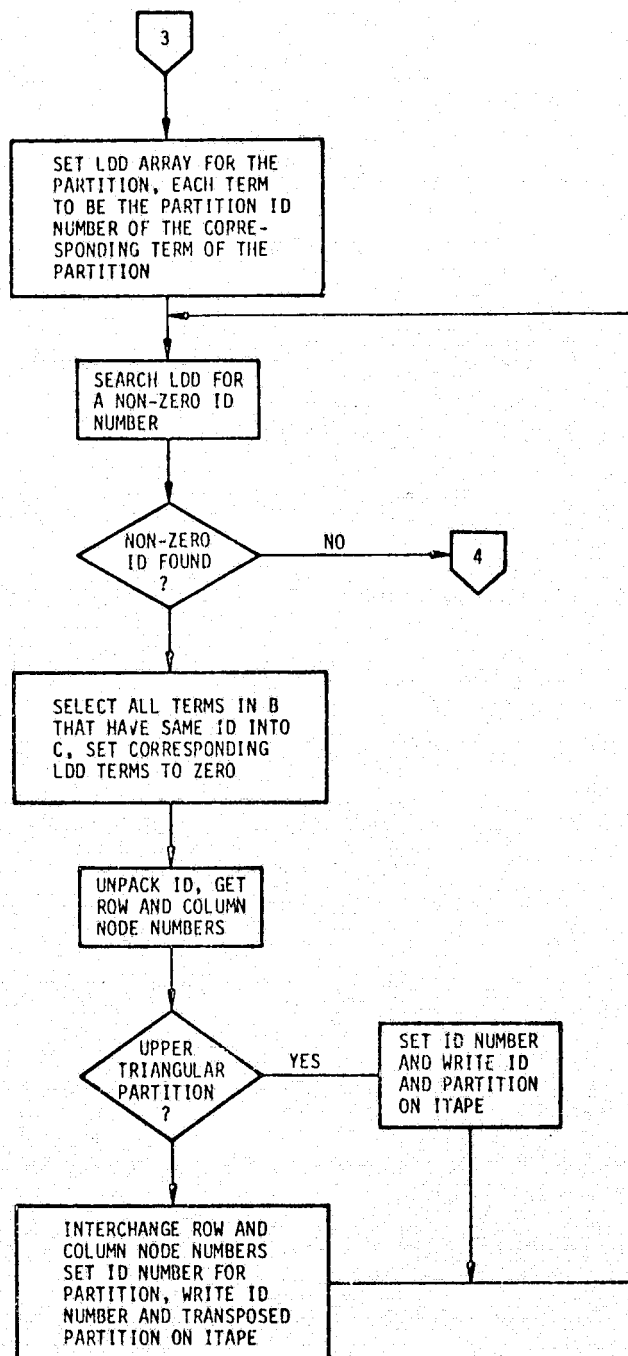 3
SET LDD ARRAY FOR THE
PARTITION, EACH TERM
TO BE THE PARTITION ID
NUMBER OF THE CORRE-
SPONDING TERM OF THE
PARTITION
SEARCH LDD FOR
A NON-ZERO ID
NUMBER
NON-ZERO
ID FOUND
?
NO
4
SELECT ALL TERMS IN B
THAT HAVE SAME ID INTO
C, SET CORRESPONDING
LDD TERMS TO ZERO
UNPACK ID, GET
ROW AND COLUMN
NODE NUMBERS
UPPER
TRIANGULAR
PARTITION
?
YES
SET ID NUMBER
AND WRITE ID
AND PARTITION
ON ITAPE
INTERCHANGE ROW AND
COLUMN NODE NUMBERS
SET ID NUMBER FOR
PARTITION, WRITE ID
NUMBER AND TRANSPOSED
PARTITION ON ITAPE